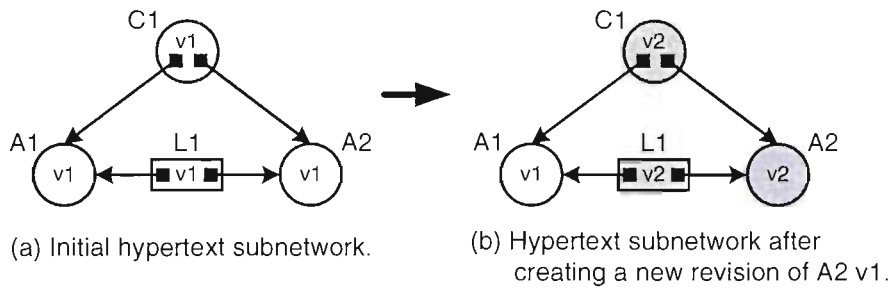 C1
v1
A1
L1
A2
v1
v1
v1
(a) Initial hypertext subnetwork.
C1
v2
A1
L1
A2
v1
v2
v2
(b) Hypertext subnetwork after
creating a new revision of A2 v1.